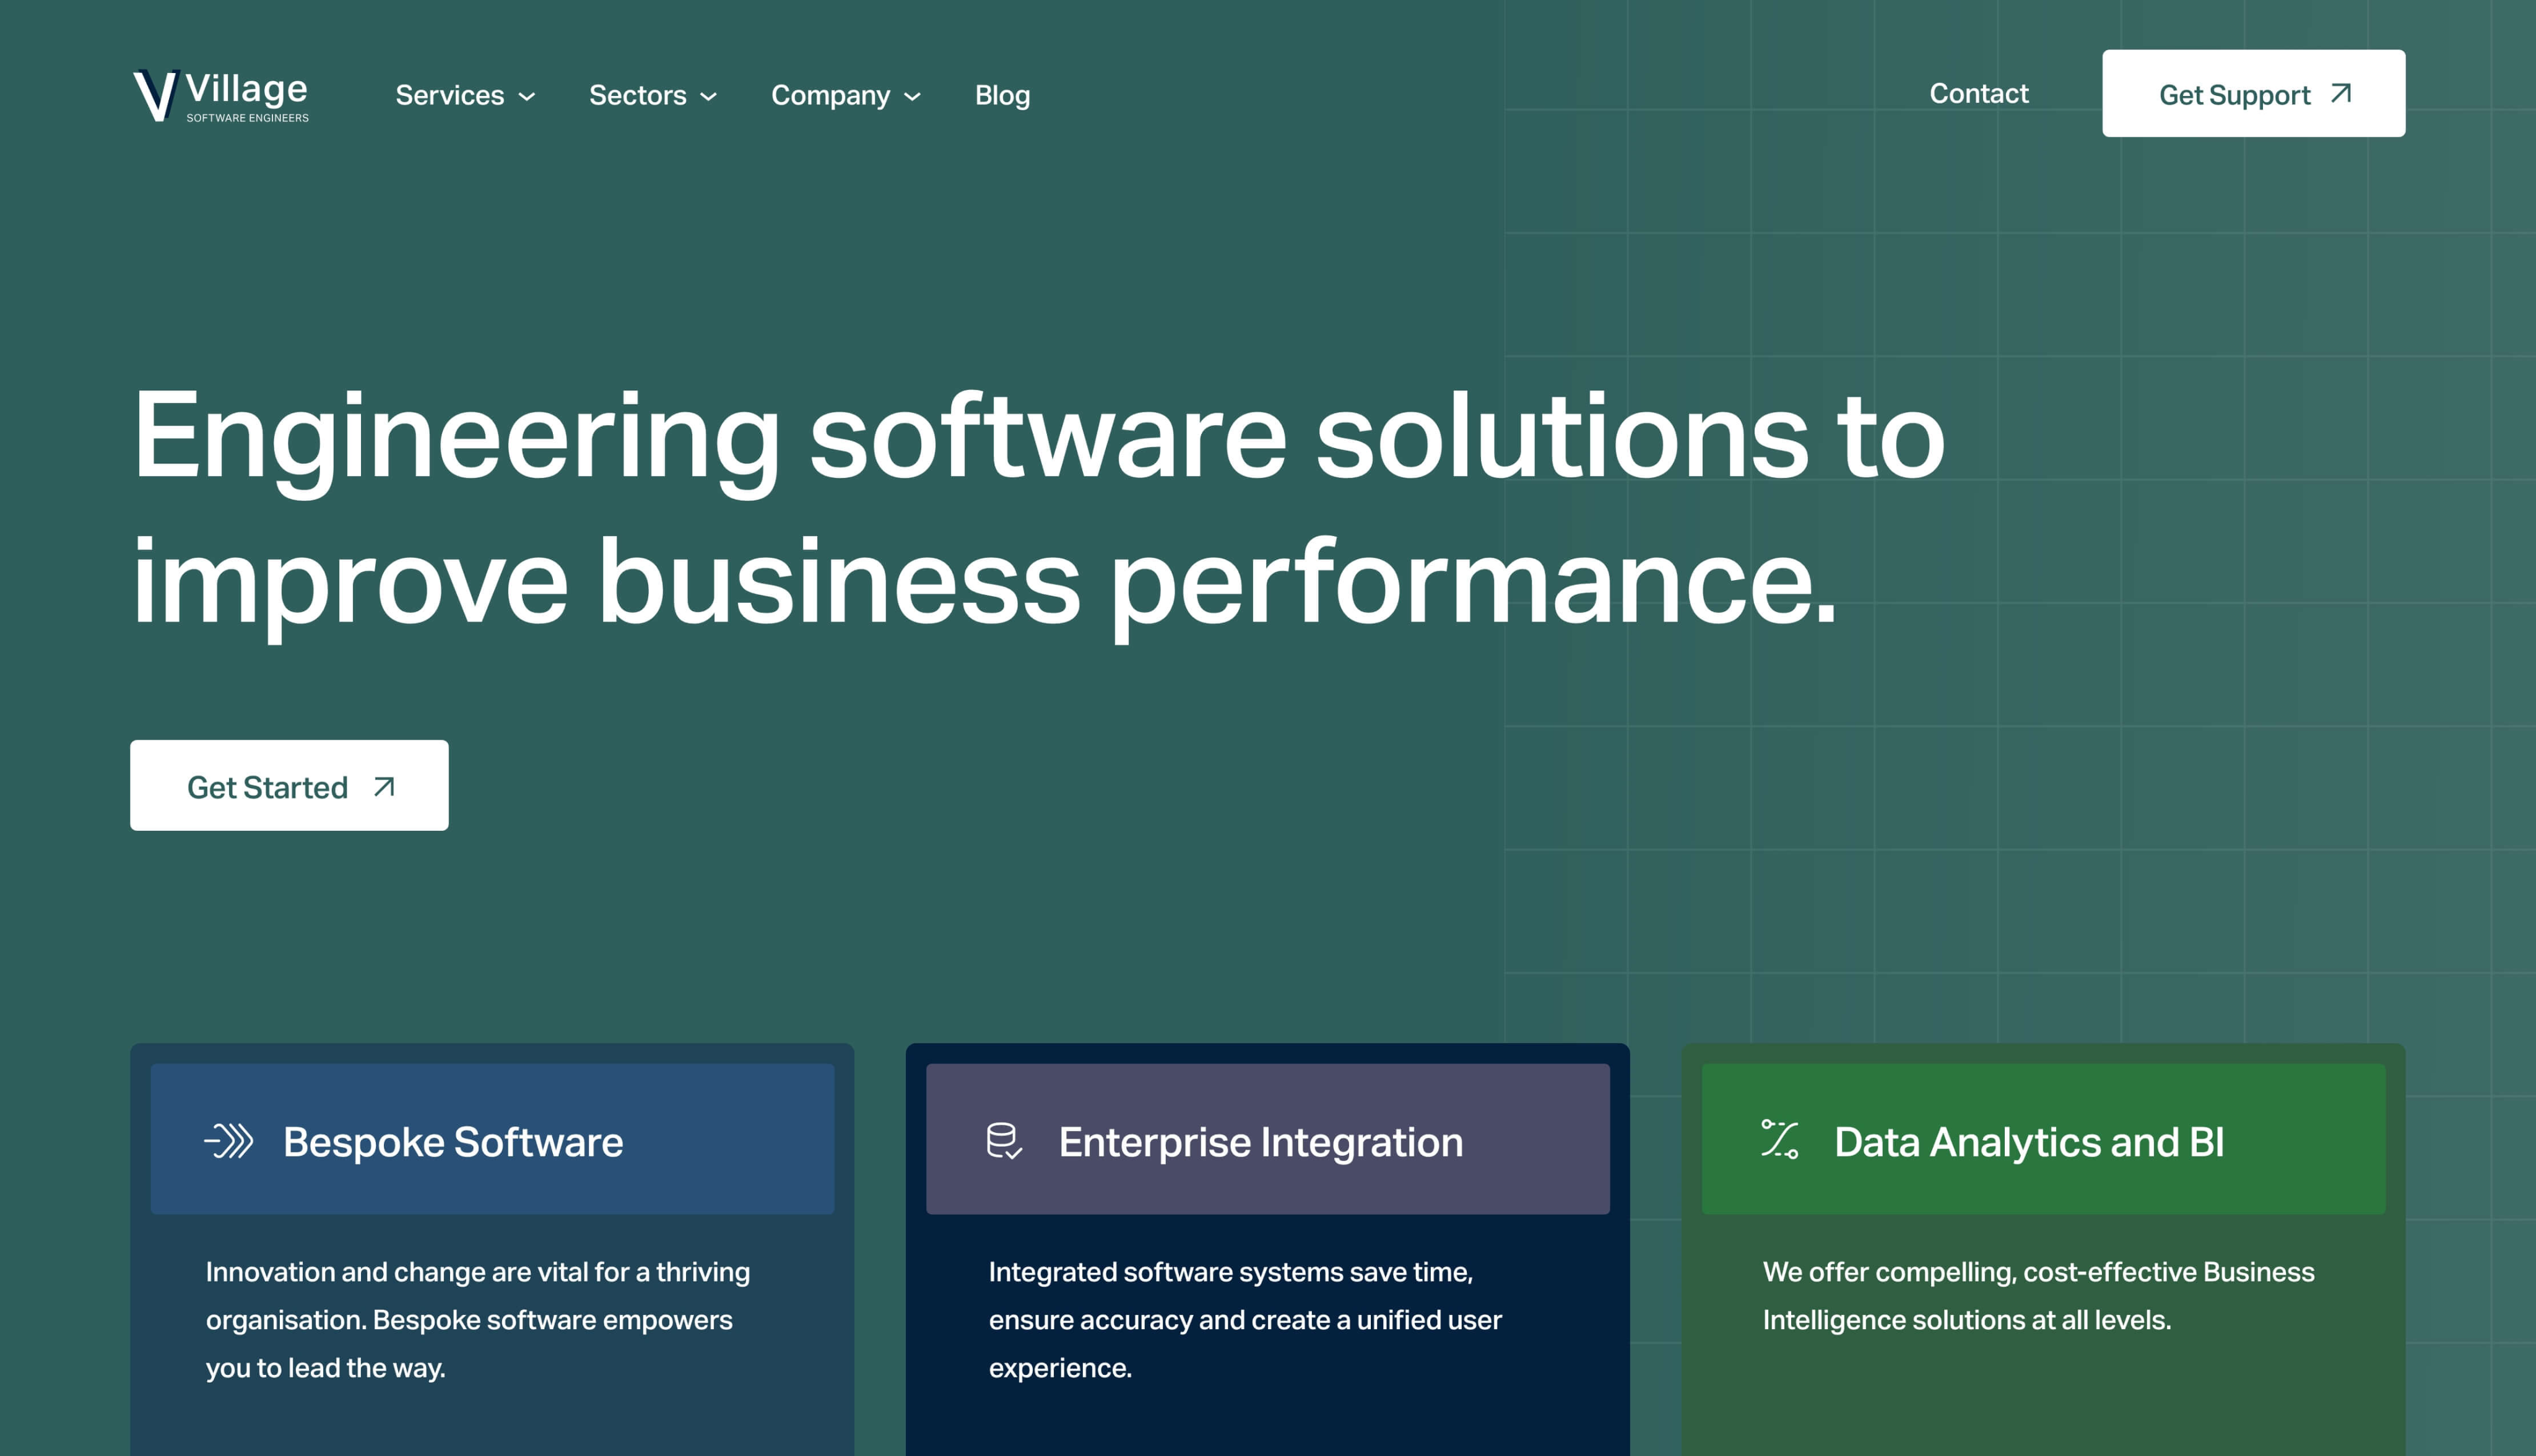 Village
SOFTWARE ENGINEERS
Services
Sectors
Company
Blog
Contact
Get Support
Engineering software solutions to
improve business performance.
Get Started
Bespoke Software
Innovation and change are vital for a thriving
organisation. Bespoke software empowers
you to lead the way.
Enterprise Integration
Integrated software systems save time,
ensure accuracy and create a unified user
experience.
Data Analytics and BI
We offer compelling, cost-effective Business
Intelligence solutions at all levels.